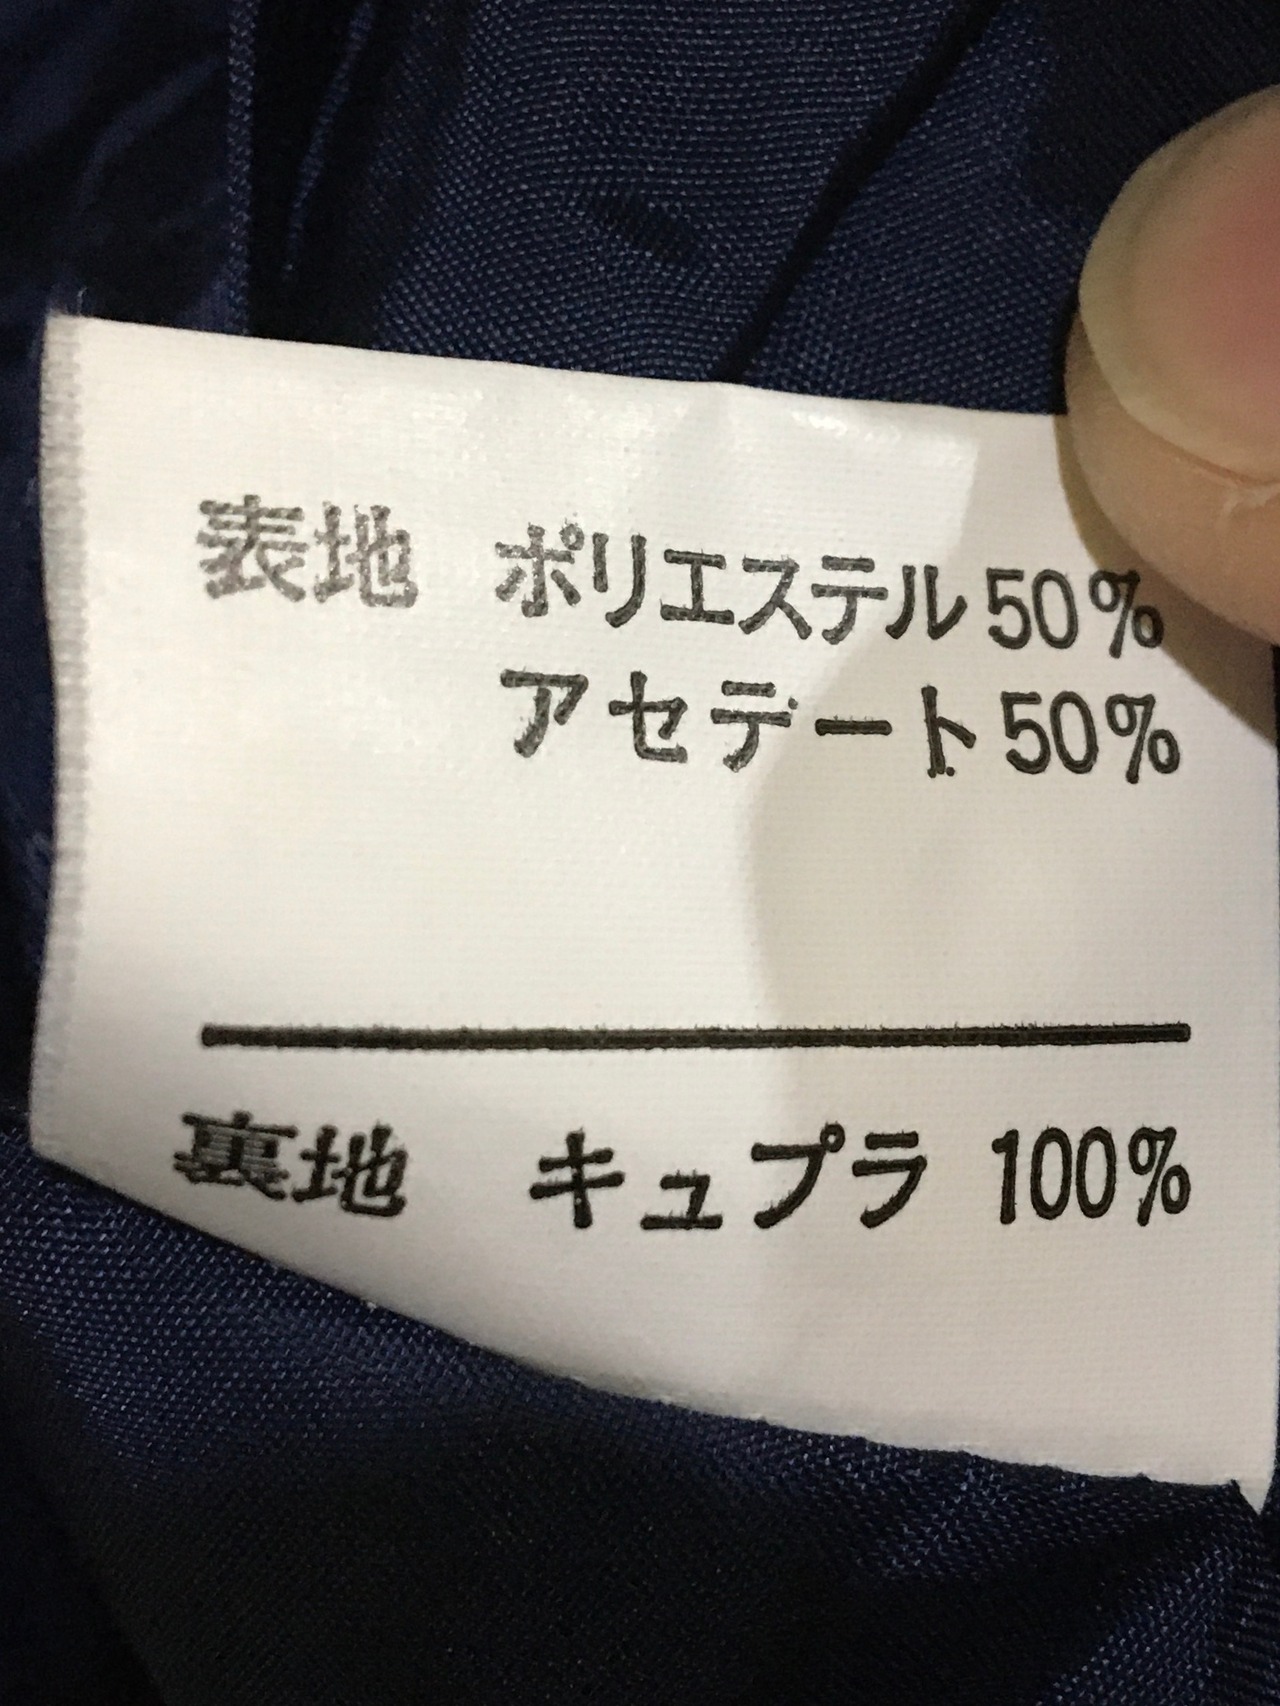 表地 ポリエステル50%
アセデート50%
裏地 キュプラ 100%